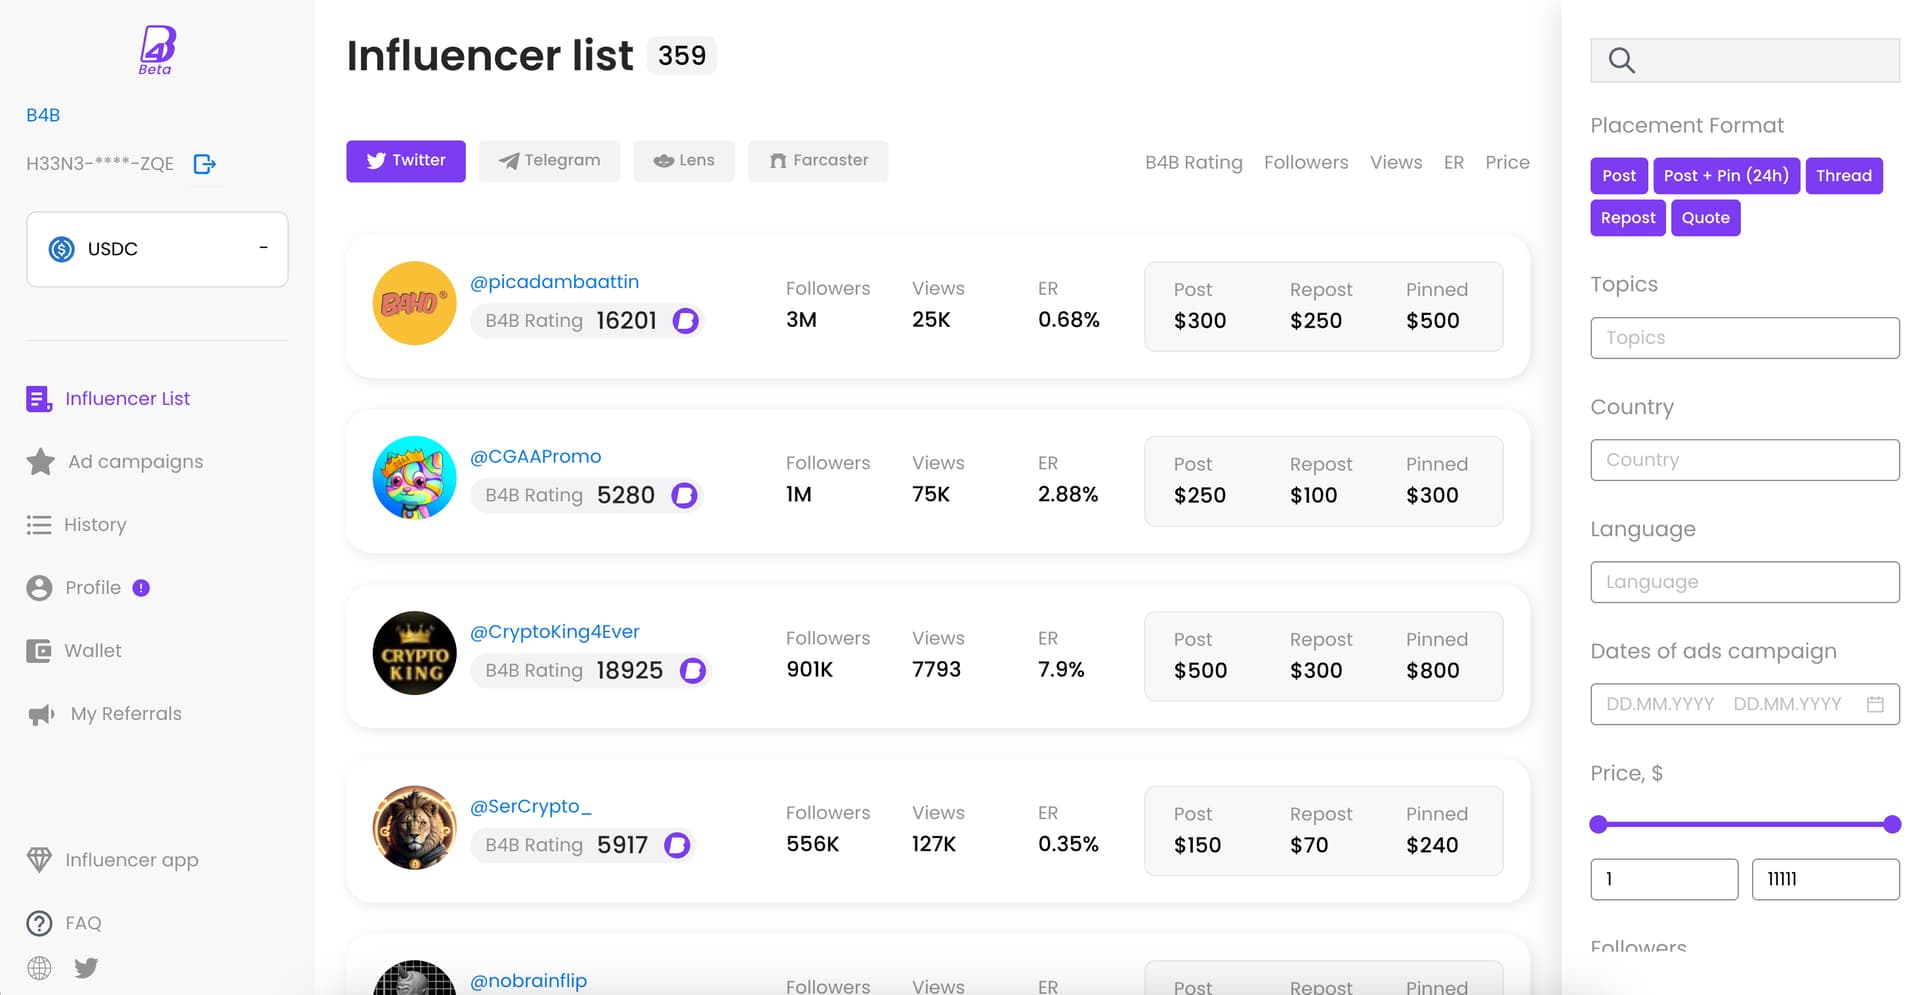 B4
Beta
B4B
H33N3-****-ZQE
USDC -
Influencer List
Ad campaigns
History
Profile !
Wallet
My Referrals
Influencer app
FAQ
Influencer list 359
Twitter Telegram Lens Farcaster
B4B Rating Followers Views ER Price
BAHO®
@picadambaattin
B4B Rating 16201
Followers Views ER
3M 25K 0.68%
Post Repost Pinned
$300 $250 $500
@CGAAPromo
B4B Rating 5280
Followers Views ER
1M 75K 2.88%
Post Repost Pinned
$250 $100 $300
CRYPTO
KING
@CryptoKing4Ever
B4B Rating 18925
Followers Views ER
901K 7793 7.9%
Post Repost Pinned
$500 $300 $800
@SerCrypto_
B4B Rating 5917
Followers Views ER
556K 127K 0.35%
Post Repost Pinned
$150 $70 $240
@nobrainflip
Followers Views ER
Post Repost Pinned
Placement Format
Post Post + Pin (24h) Thread
Repost Quote
Topics
Topics
Country
Country
Language
Language
Dates of ads campaign
DD.MM.YYYY DD.MM.YYYY
Price, $
1 11111
Followers